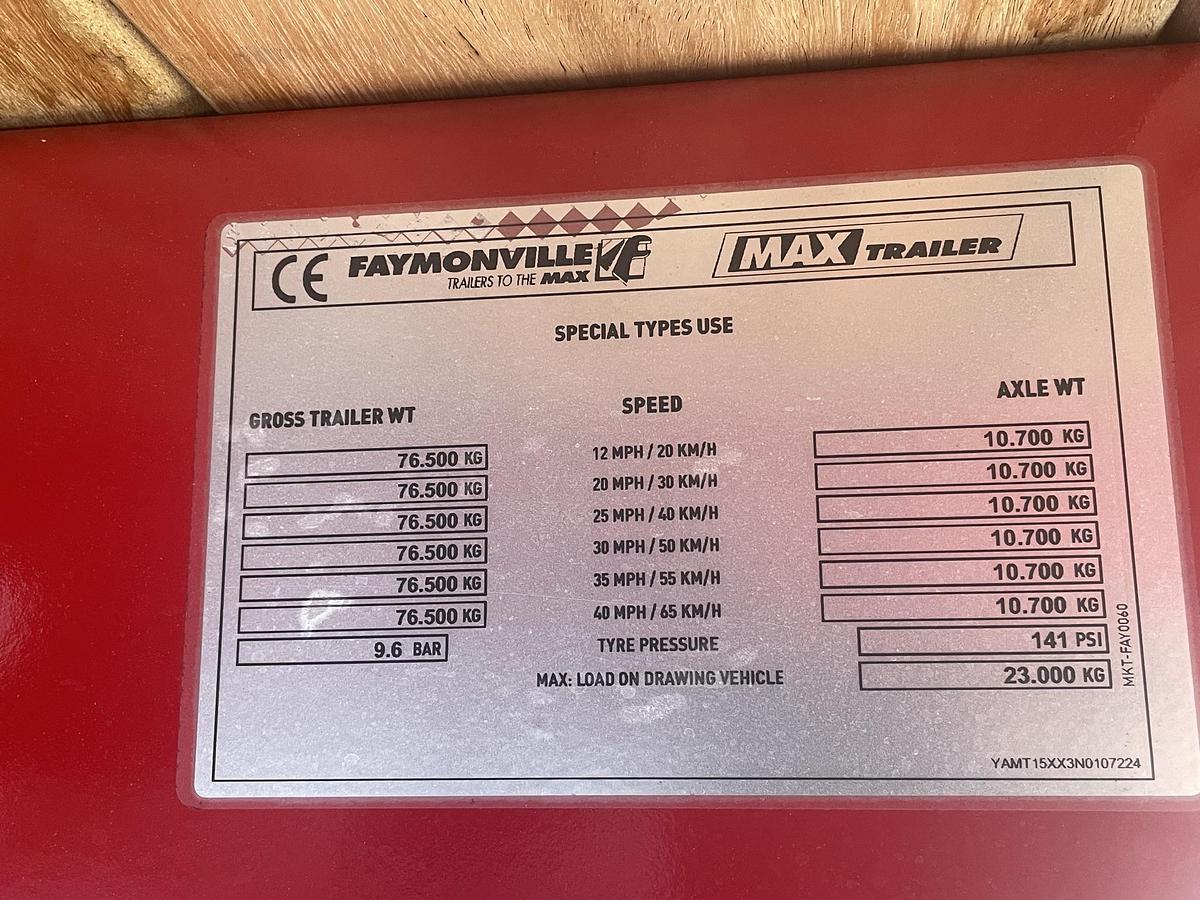 CE FAYMONVILLE MAX TRAILER
TRAILERS TO THE MAX
SPECIAL TYPES USE
GROSS TRAILER WT SPEED AXLE WT
76.500 KG 12 MPH / 20 KM/H 10.700 KG
76.500 KG 20 MPH / 30 KM/H 10.700 KG
76.500 KG 25 MPH / 40 KM/H 10.700 KG
76.500 KG 30 MPH / 50 KM/H 10.700 KG
76.500 KG 35 MPH / 55 KM/H 10.700 KG
76.500 KG 40 MPH / 65 KM/H 10.700 KG
9.6 BAR TYRE PRESSURE 141 PSI
MAX: LOAD ON DRAWING VEHICLE 23.000 KG
MKT-FAY0060
YAMT15XX3N0107224